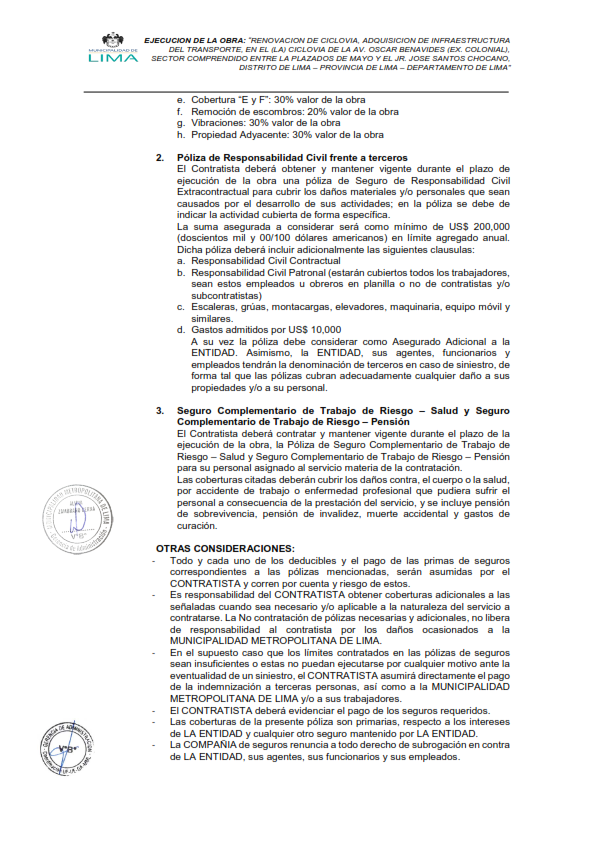 MUNICIPALIDAD DE
LIMA
EJECUCION DE LA OBRA: "RENOVACION DE CICLOVIA, ADQUISICION DE INFRAESTRUCTURA
DEL TRANSPORTE, EN EL (LA) CICLOVIA DE LA AV. OSCAR BENAVIDES (EX. COLONIAL),
SECTOR COMPRENDIDO ENTRE LA PLAZADOS DE MAYO Y EL JR. JOSE SANTOS CHOCANO,
DISTRITO DE LIMA – PROVINCIA DE LIMA – DEPARTAMENTO DE LIMA"
e. Cobertura "E y F": 30% valor de la obra
f. Remoción de escombros: 20% valor de la obra
g. Vibraciones: 30% valor de la obra
h. Propiedad Adyacente: 30% valor de la obra
2. Póliza de Responsabilidad Civil frente a terceros
El Contratista deberá obtener y mantener vigente durante el plazo de
ejecución de la obra una póliza de Seguro de Responsabilidad Civil
Extracontractual para cubrir los daños materiales y/o personales que sean
causados por el desarrollo de sus actividades; en la póliza se debe de
indicar la actividad cubierta de forma específica.
La suma asegurada a considerar será como mínimo de US$ 200,000
(doscientos mil y 00/100 dólares americanos) en límite agregado anual.
Dicha póliza deberá incluir adicionalmente las siguientes clausulas:
a. Responsabilidad Civil Contractual
b. Responsabilidad Civil Patronal (estarán cubiertos todos los trabajadores,
sean estos empleados u obreros en planilla o no de contratistas y/o
subcontratistas)
c. Escaleras, grúas, montacargas, elevadores, maquinaria, equipo móvil y
similares.
d. Gastos admitidos por US$ 10,000
A su vez la póliza debe considerar como Asegurado Adicional a la
ENTIDAD. Asimismo, la ENTIDAD, sus agentes, funcionarios y
empleados tendrán la denominación de terceros en caso de siniestro, de
forma tal que las pólizas cubran adecuadamente cualquier daño a sus
propiedades y/o a su personal.
3. Seguro Complementario de Trabajo de Riesgo – Salud y Seguro
Complementario de Trabajo de Riesgo – Pensión
El Contratista deberá contratar y mantener vigente durante el plazo de la
ejecución de la obra, la Póliza de Seguro Complementario de Trabajo de
Riesgo – Salud y Seguro Complementario de Trabajo de Riesgo – Pensión
para su personal asignado al servicio materia de la contratación.
Las coberturas citadas deberán cubrir los daños contra, el cuerpo o la salud,
por accidente de trabajo o enfermedad profesional que pudiera sufrir el
personal a consecuencia de la prestación del servicio, y se incluye pensión
de sobrevivencia, pensión de invalidez, muerte accidental y gastos de
curación.
OTRAS CONSIDERACIONES:
- Todo y cada uno de los deducibles y el pago de las primas de seguros
correspondientes a las pólizas mencionadas, serán asumidas por el
CONTRATISTA y corren por cuenta y riesgo de estos.
- Es responsabilidad del CONTRATISTA obtener coberturas adicionales a las
señaladas cuando sea necesario y/o aplicable a la naturaleza del servicio a
contratarse. La No contratación de pólizas necesarias y adicionales, no libera
de responsabilidad al contratista por los daños ocasionados a la
MUNICIPALIDAD METROPOLITANA DE LIMA.
- En el supuesto caso que los límites contratados en las pólizas de seguros
sean insuficientes o estas no puedan ejecutarse por cualquier motivo ante la
eventualidad de un siniestro, el CONTRATISTA asumirá directamente el pago
de la indemnización a terceras personas, así como a la MUNICIPALIDAD
METROPOLITANA DE LIMA y/o a sus trabajadores.
- El CONTRATISTA deberá evidenciar el pago de los seguros requeridos.
- Las coberturas de la presente póliza son primarias, respecto a los intereses
de LA ENTIDAD y cualquier otro seguro mantenido por LA ENTIDAD.
- La COMPAÑIA de seguros renuncia a todo derecho de subrogación en contra
de LA ENTIDAD, sus agentes, sus funcionarios y sus empleados.
METROPOLITANA DE LIMA
V°B°
Gerencia de Administración
GERENCIA DE ADMINISTRACION
V°B°